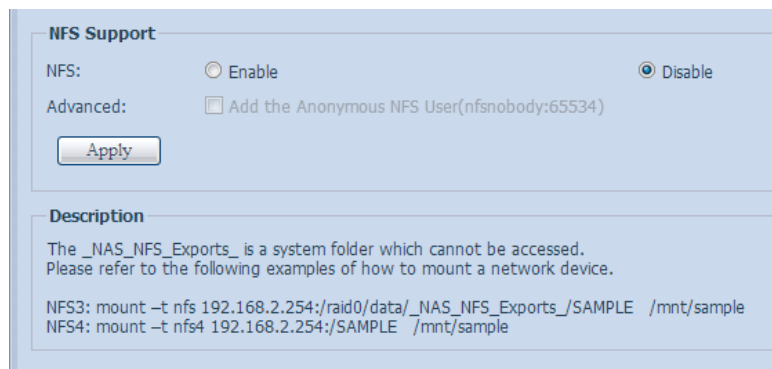 NFS Support
NFS: Enable Disable
Advanced: Add the Anonymous NFS User(nfsnobody:65534)
Apply
Description
The _NAS_NFS_Exports_ is a system folder which cannot be accessed.
Please refer to the following examples of how to mount a network device.
NFS3: mount –t nfs 192.168.2.254:/raid0/data/_NAS_NFS_Exports_/SAMPLE /mnt/sample
NFS4: mount –t nfs4 192.168.2.254:/SAMPLE /mnt/sample